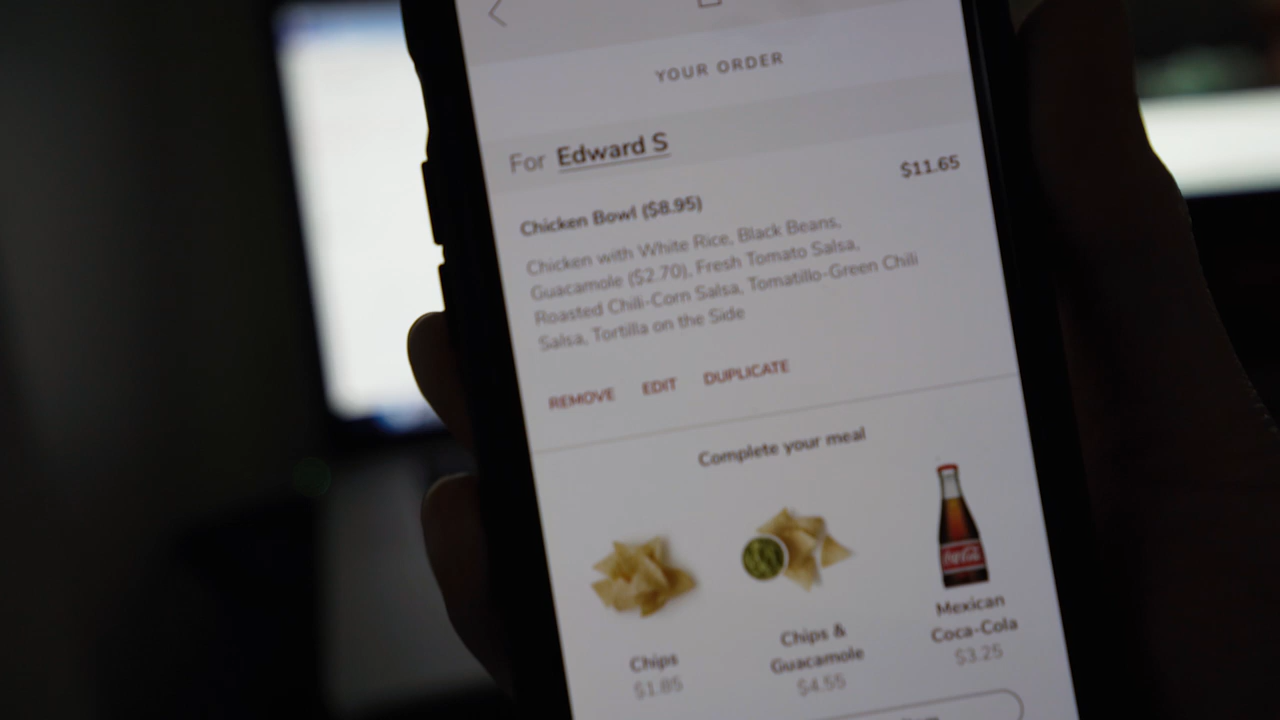 YOUR ORDER
For Edward S
$11.65
Chicken Bowl ($8.95)
Chicken with White Rice, Black Beans,
Guacamole ($2.70), Fresh Tomato Salsa,
Roasted Chili-Corn Salsa, Tomatillo-Green Chili
Salsa, Tortilla on the Side
REMOVE EDIT DUPLICATE
Complete your meal
Coca-Cola
Chips
$1.85
Chips &
Guacamole
$4.55
Mexican
Coca-Cola
$3.25